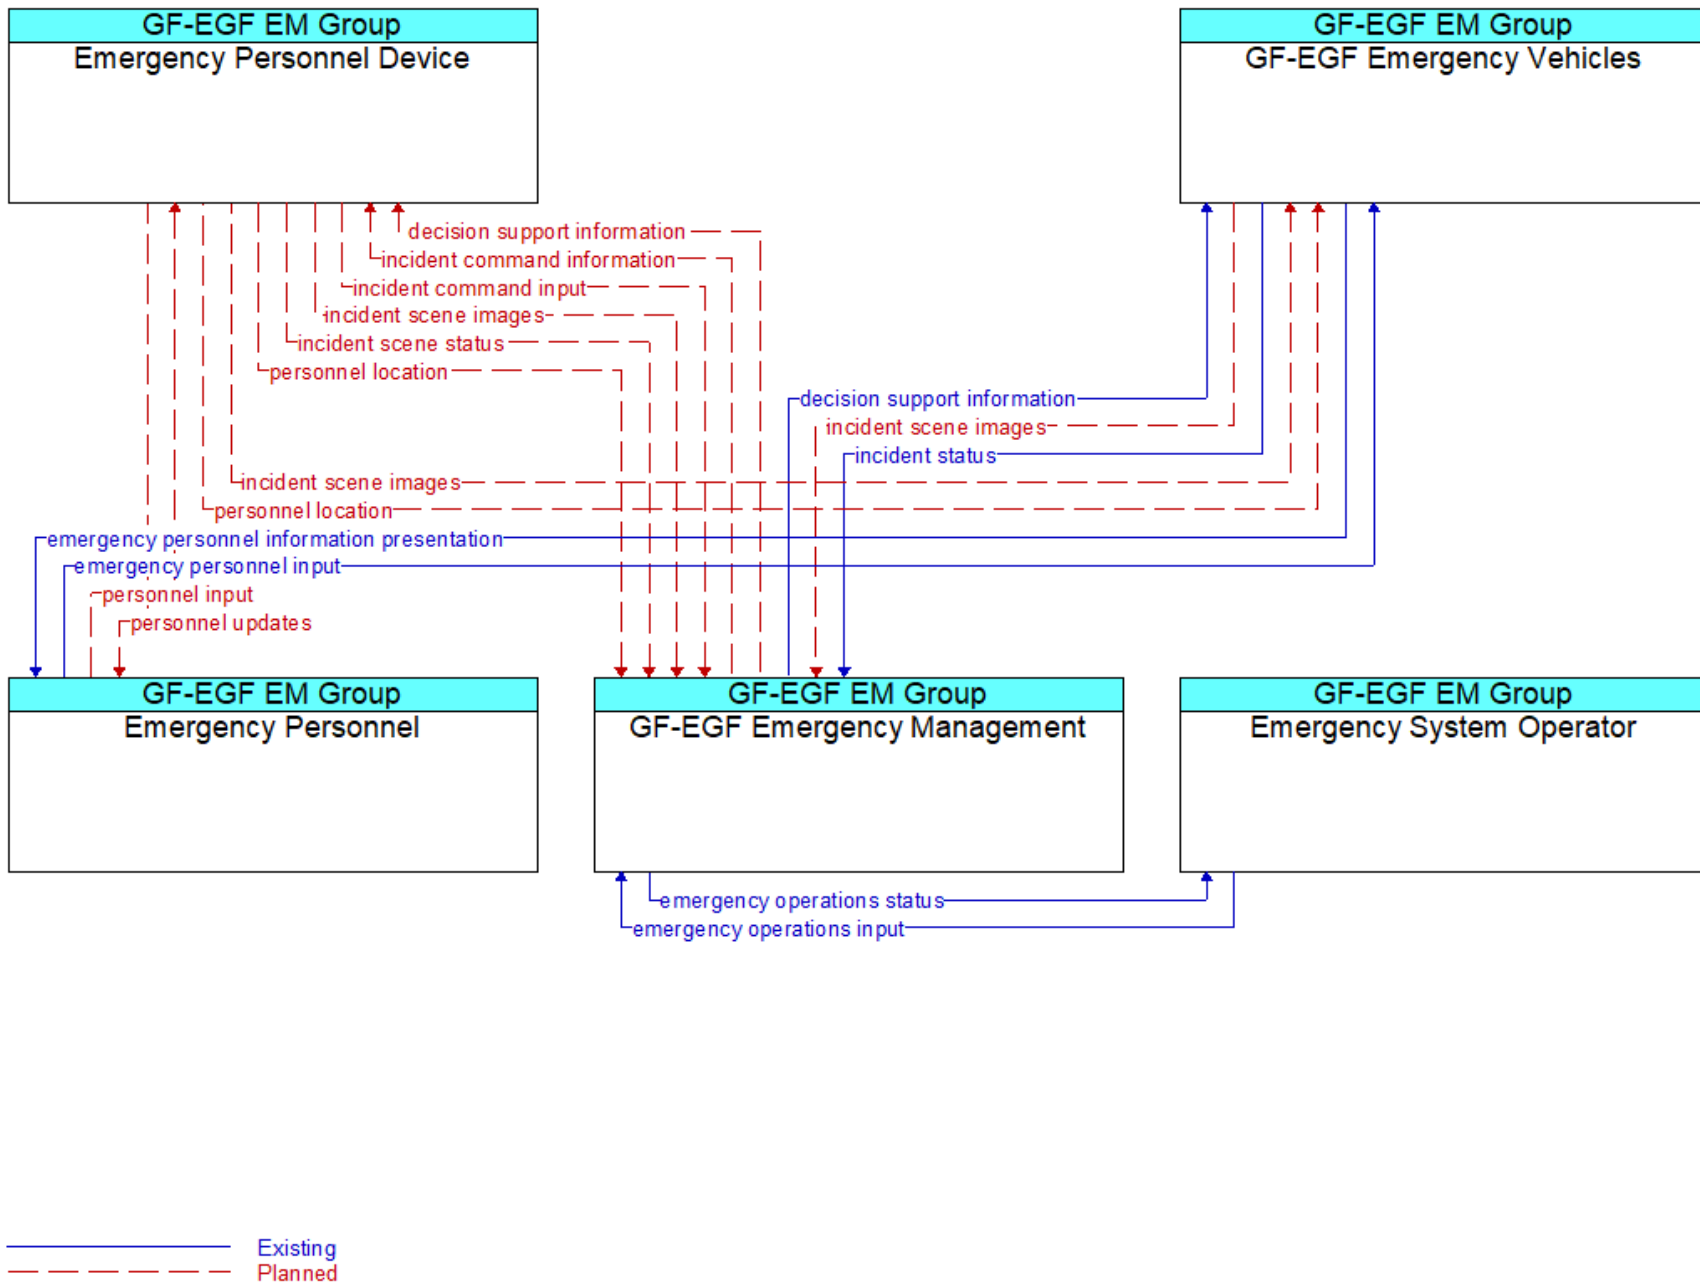 GF-EGF EM Group
Emergency Personnel Device
GF-EGF EM Group
GF-EGF Emergency Vehicles
decision support information
incident command information
incident command input
incident scene images
incident scene status
personnel location
decision support information
incident scene images
incident status
incident scene images
personnel location
emergency personnel information presentation
emergency personnel input
personnel input
personnel updates
GF-EGF EM Group
Emergency Personnel
GF-EGF EM Group
GF-EGF Emergency Management
GF-EGF EM Group
Emergency System Operator
emergency operations status
emergency operations input
Existing
Planned